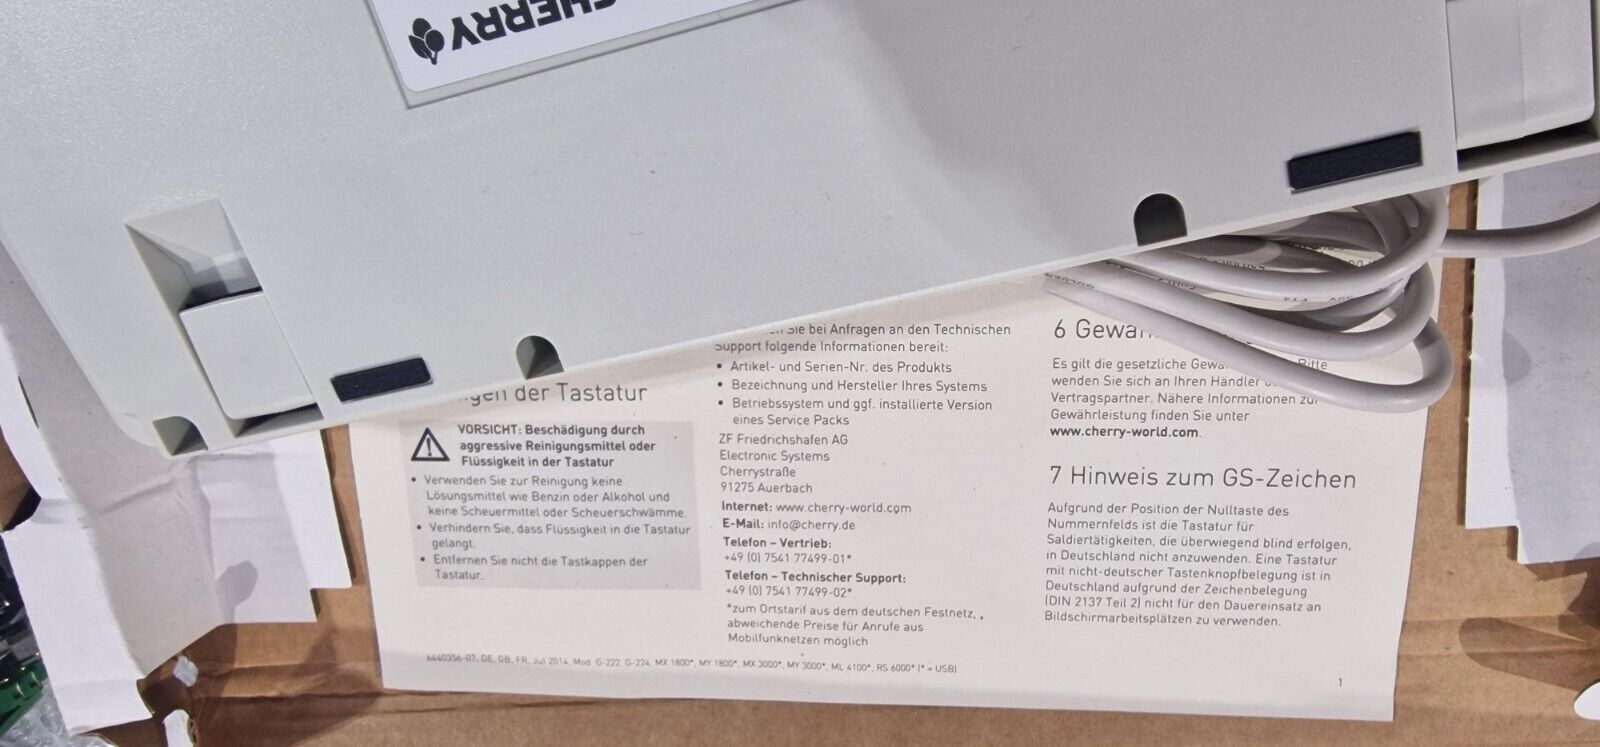 CHERRY
der Tastatur
VORSICHT: Beschädigung durch
aggressive Reinigungsmittel oder
Flüssigkeit in der Tastatur
• Verwenden Sie zur Reinigung keine
Lösungsmittel wie Benzin oder Alkohol und
keine Scheuermittel oder Scheuerschwämme.
• Verhindern Sie, dass Flüssigkeit in die Tastatur
gelangt.
• Entfernen Sie nicht die Tastkappen der
Tastatur.
Sie bei Anfragen an den Technischen
Support folgende Informationen bereit:
• Artikel- und Serien-Nr. des Produkts
• Bezeichnung und Hersteller Ihres Systems
• Betriebssystem und ggf. installierte Version
eines Service Packs
ZF Friedrichshafen AG
Electronic Systems
Cherrystraße
91275 Auerbach
Internet: www.cherry-world.com
E-Mail: info@cherry.de
Telefon – Vertrieb:
+49 (0) 7541 77499-01*
Telefon – Technischer Support:
+49 (0) 7541 77499-02*
*zum Ortstarif aus dem deutschen Festnetz,
abweichende Preise für Anrufe aus
Mobilfunknetzen möglich
6 Gewäh
Es gilt die gesetzliche Gewä Bitte
wenden Sie sich an Ihren Händler
Vertragspartner. Nähere Informationen zur
Gewährleistung finden Sie unter
www.cherry-world.com.
7 Hinweis zum GS-Zeichen
Aufgrund der Position der Nulltaste des
Nummernfelds ist die Tastatur für
Saldiertätigkeiten, die überwiegend blind erfolgen,
in Deutschland nicht anzuwenden. Eine Tastatur
mit nicht-deutscher Tastenknopfbelegung ist in
Deutschland aufgrund der Zeichenbelegung
(DIN 2137 Teil 2) nicht für den Dauereinsatz an
Bildschirmarbeitsplätzen zu verwenden.
6440356-07, DE, GB, FR, Jul 2014, Mod. G-222, G-224, MX 1800*, MY 1800*, MX 3000*, MY 3000*, ML 4100*, RS 6000* (* = USB)
1